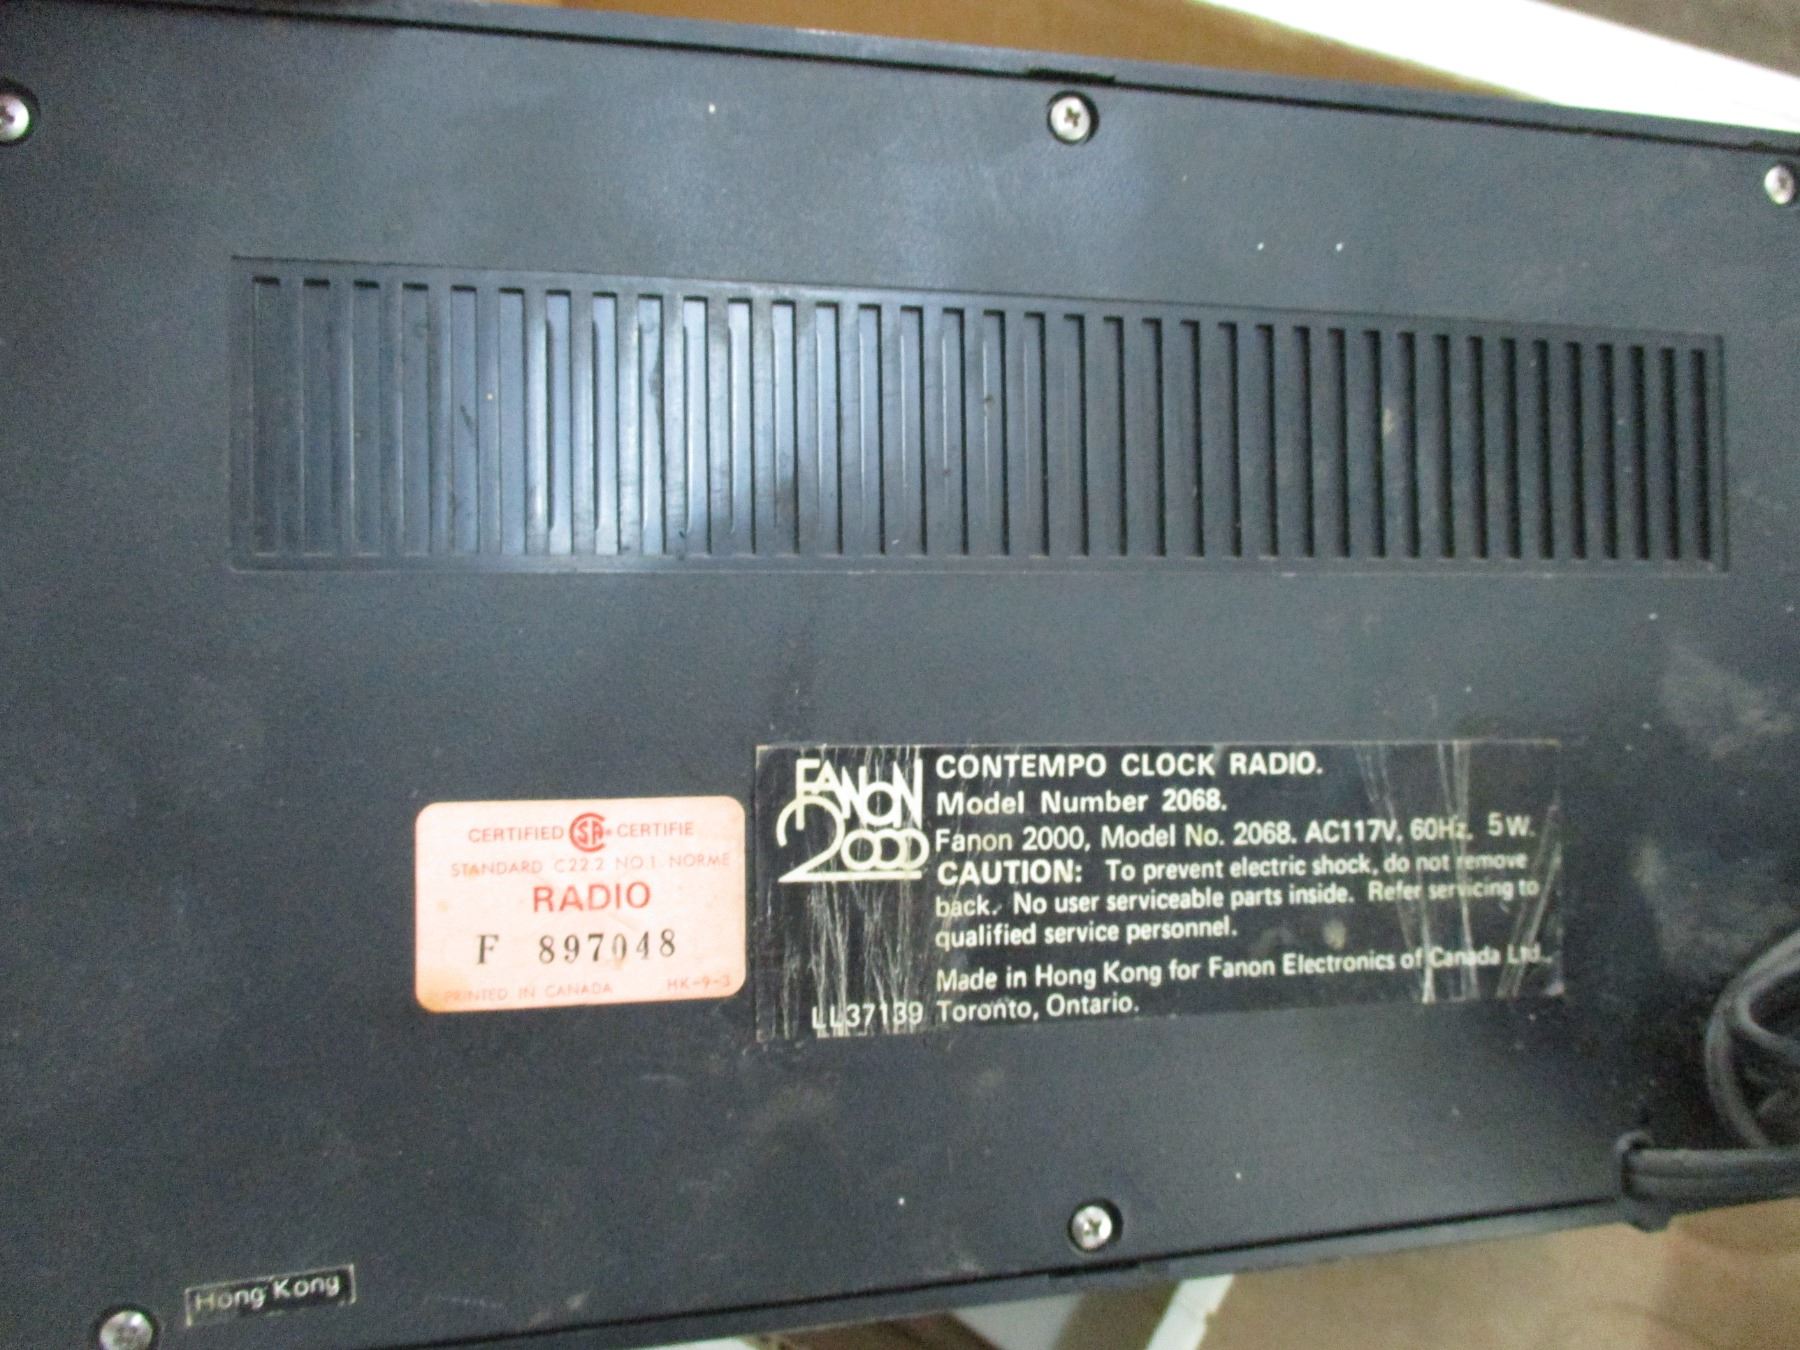 CERTIFIED CSA CERTIFIE
STANDARD C22.2 NO.1. NORME
RADIO
F 897048
PRINTED IN CANADA HK-9-3
FANON
2000
CONTEMPO CLOCK RADIO.
Model Number 2068.
Fanon 2000, Model No. 2068. AC117V, 60Hz. 5W.
CAUTION: To prevent electric shock, do not remove
back. No user serviceable parts inside. Refer servicing to
qualified service personnel.
Made in Hong Kong for Fanon Electronics of Canada Ltd.,
LL37139 Toronto, Ontario.
Hong Kong